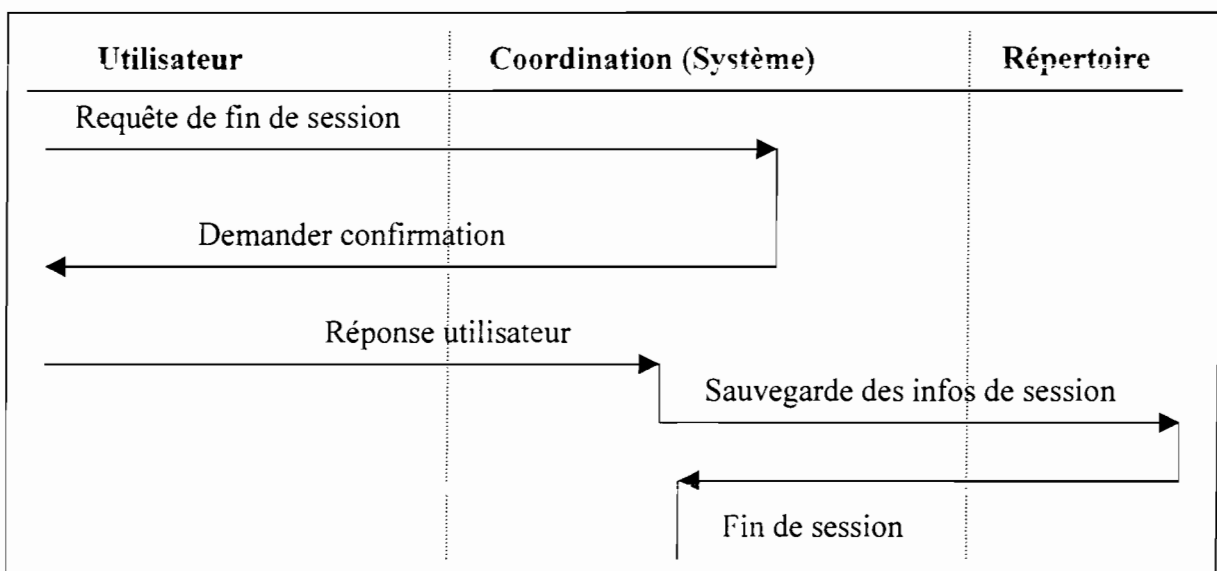 Utilisateur Coordination (Système) Répertoire
Requête de fin de session
Demander confirmation
Réponse utilisateur
Sauvegarde des infos de session
Fin de session